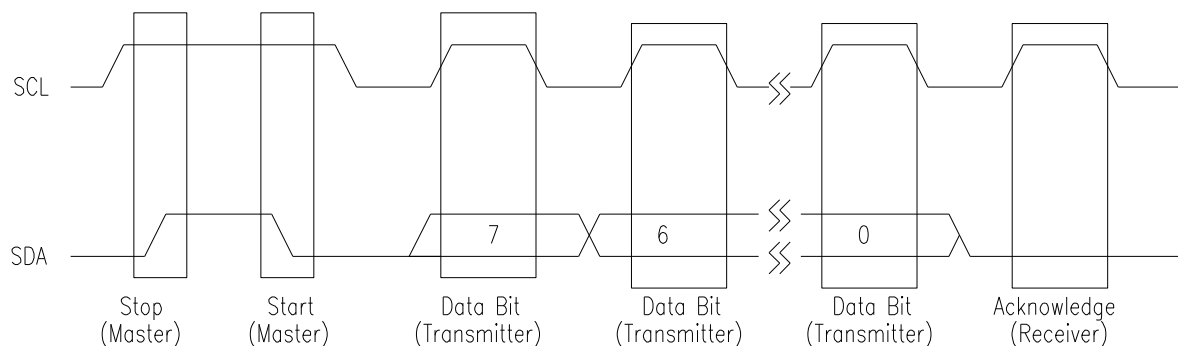 SCL
SDA
7
6
0
Stop
(Master)
Start
(Master)
Data Bit
(Transmitter)
Data Bit
(Transmitter)
Data Bit
(Transmitter)
Acknowledge
(Receiver)